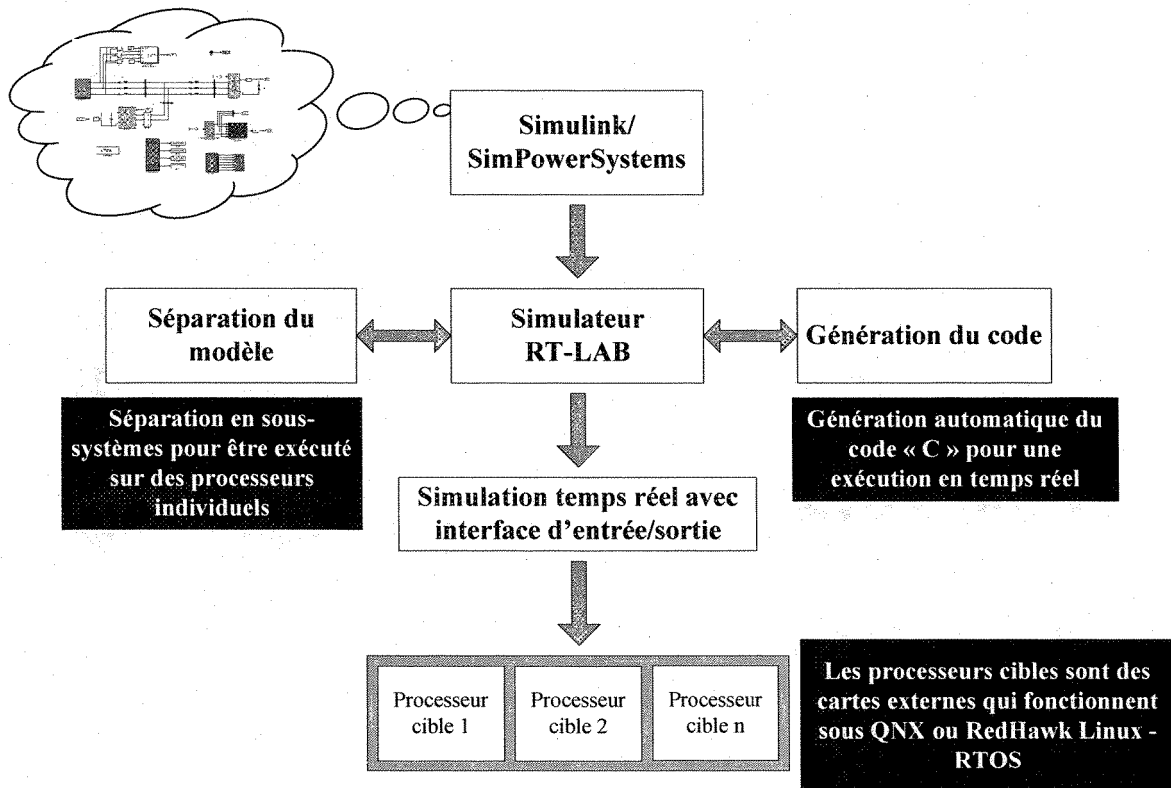 Simulink/
SimPowerSystems
Séparation du
modèle
Simulateur
RT-LAB
Génération du code
Séparation en sous-
systèmes pour être exécuté
sur des processeurs
individuels
Génération automatique du
code « C » pour une
exécution en temps réel
Simulation temps réel avec
interface d'entrée/sortie
Processeur
cible 1
Processeur
cible 2
Processeur
cible n
Les processeurs cibles sont des
cartes externes qui fonctionnent
sous QNX ou RedHawk Linux -
RTOS